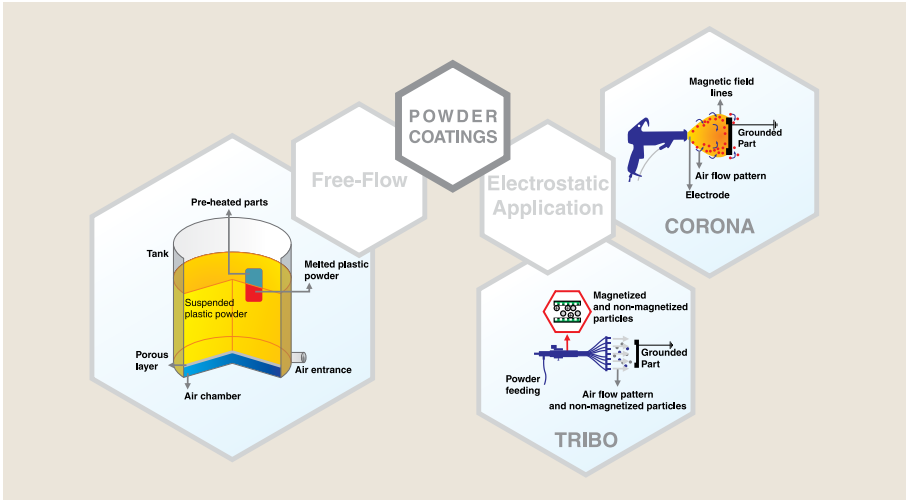 POWDER
COATINGS
Free-Flow
Electrostatic
Application
Pre-heated parts
Tank
Melted plastic
powder
Suspended
plastic powder
Porous
layer
Air entrance
Air chamber
Magnetic field
lines
Grounded
Part
Air flow pattern
Electrode
CORONA
Magnetized
and non-magnetized
particles
Grounded
Part
Powder
feeding
Air flow pattern
and non-magnetized particles
TRIBO